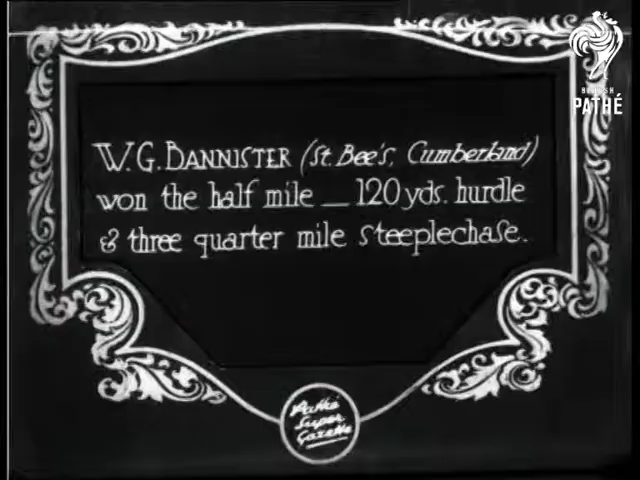 BRITISH
PATHÉ
W.G. BANNISTER (St. Bee's, Cumberland)
won the half mile _ 120 yds. hurdle
& three quarter mile steeplechase.
Pathé
Super
Gazette